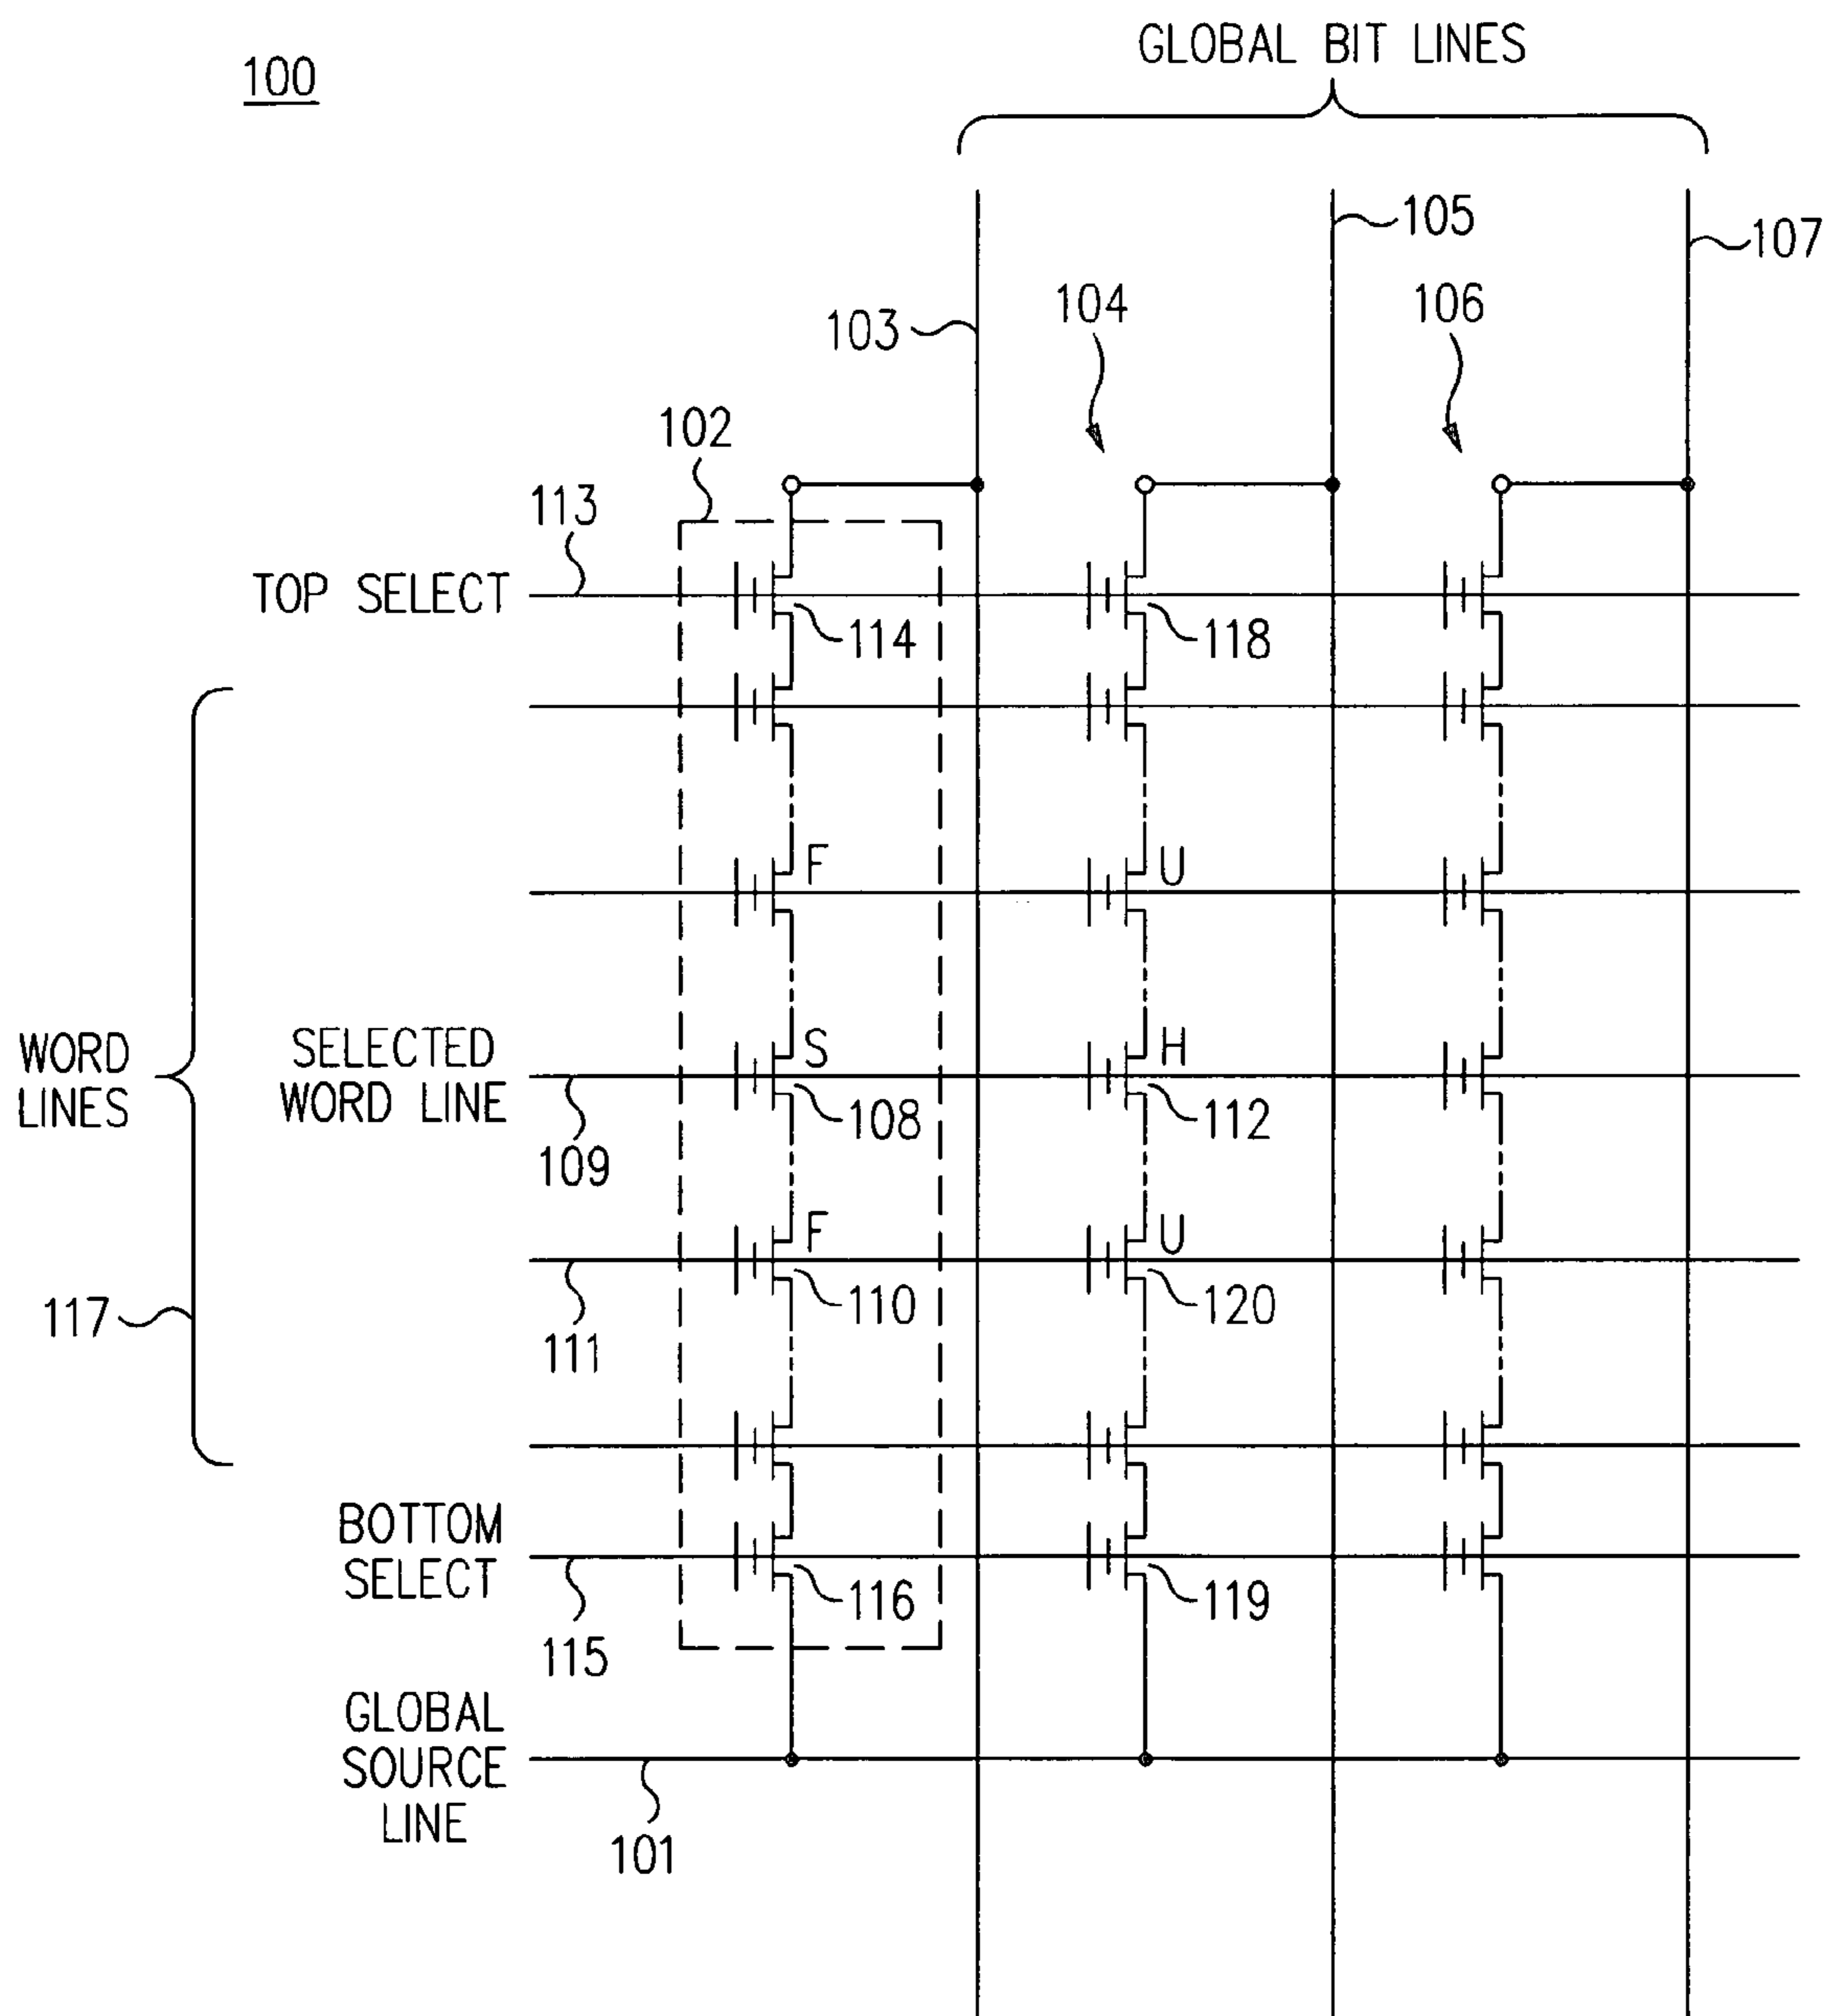 100
GLOBAL BIT LINES
105
107
103
104
106
102
113
TOP SELECT
114
118
F
U
WORD
LINES
SELECTED
WORD LINE
S
H
108
112
109
F
U
117
110
120
111
BOTTOM
SELECT
116
119
115
GLOBAL
SOURCE
LINE
101